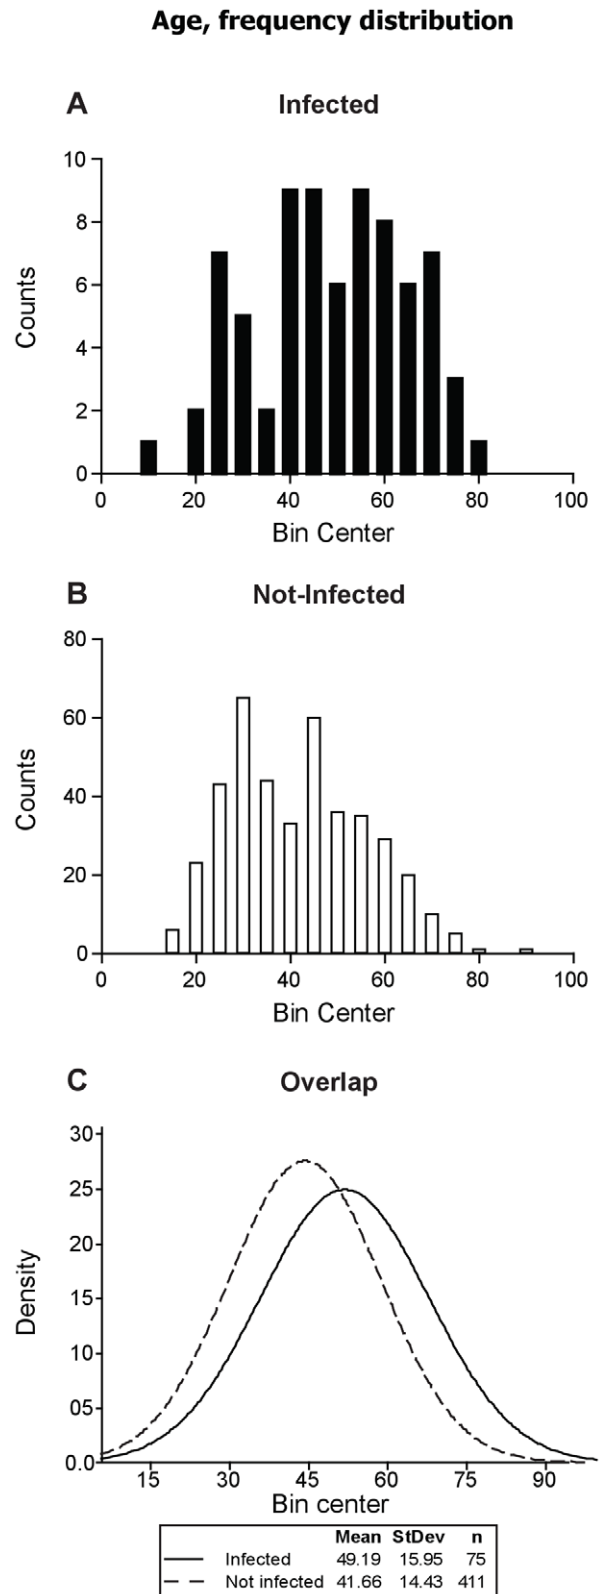 Age, frequency distribution
A Infected
10
8
6
4
2
0
Counts
0 20 40 60 80 100
Bin Center
B Not-Infected
80
60
40
20
0
Counts
0 20 40 60 80 100
Bin Center
C Overlap
30
25
20
15
10
05
0.0
Density
15 30 45 60 75 90
Bin center
Mean StDev n
Infected 49.19 15.95 75
Not infected 41.66 14.43 411